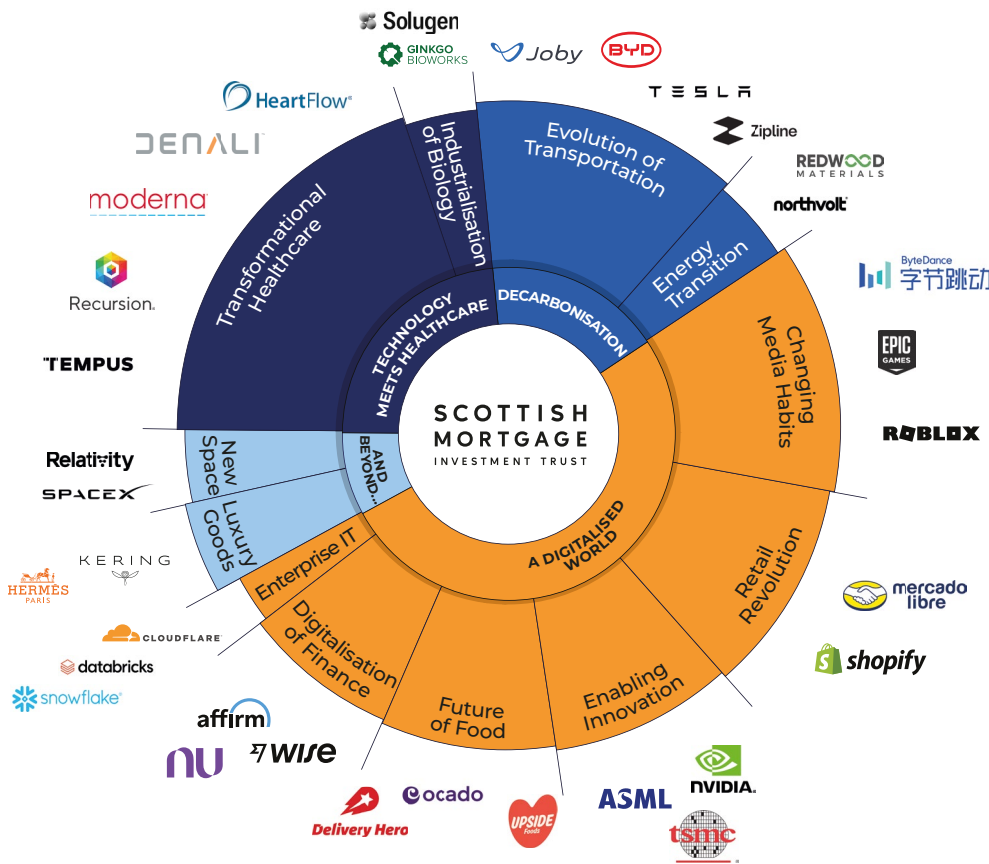 Solugen
GINKGO
BIOWORKS
Joby
BYD
TESLA
Zipline
REDWOOD
MATERIALS
northvolt
ByteDance
字节跳动
EPIC
GAMES
ROBLOX
mercado
libre
shopify
NVIDIA.
tsmc
ASML
UPSIDE
Foods
ocado
Delivery Hero
WISE
nu
affirm
snowflake®
databricks
CLOUDFLARE
HERMÈS
PARIS
KERING
SPACEX
Relativity
TEMPUS
Recursion®
moderna
DENALI
HeartFlow®
Industrialisation
of Biology
Evolution of
Transportation
Energy
Transition
Changing
Media Habits
Retail
Revolution
Enabling
Innovation
Future
of Food
Digitalisation
of Finance
Enterprise IT
Luxury
Goods
New
Space
Transformational
Healthcare
TECHNOLOGY
MEETS HEALTHCARE
DECARBONISATION
A DIGITALISED
WORLD
AND
BEYOND...
SCOTTISH
MORTGAGE
INVESTMENT TRUST